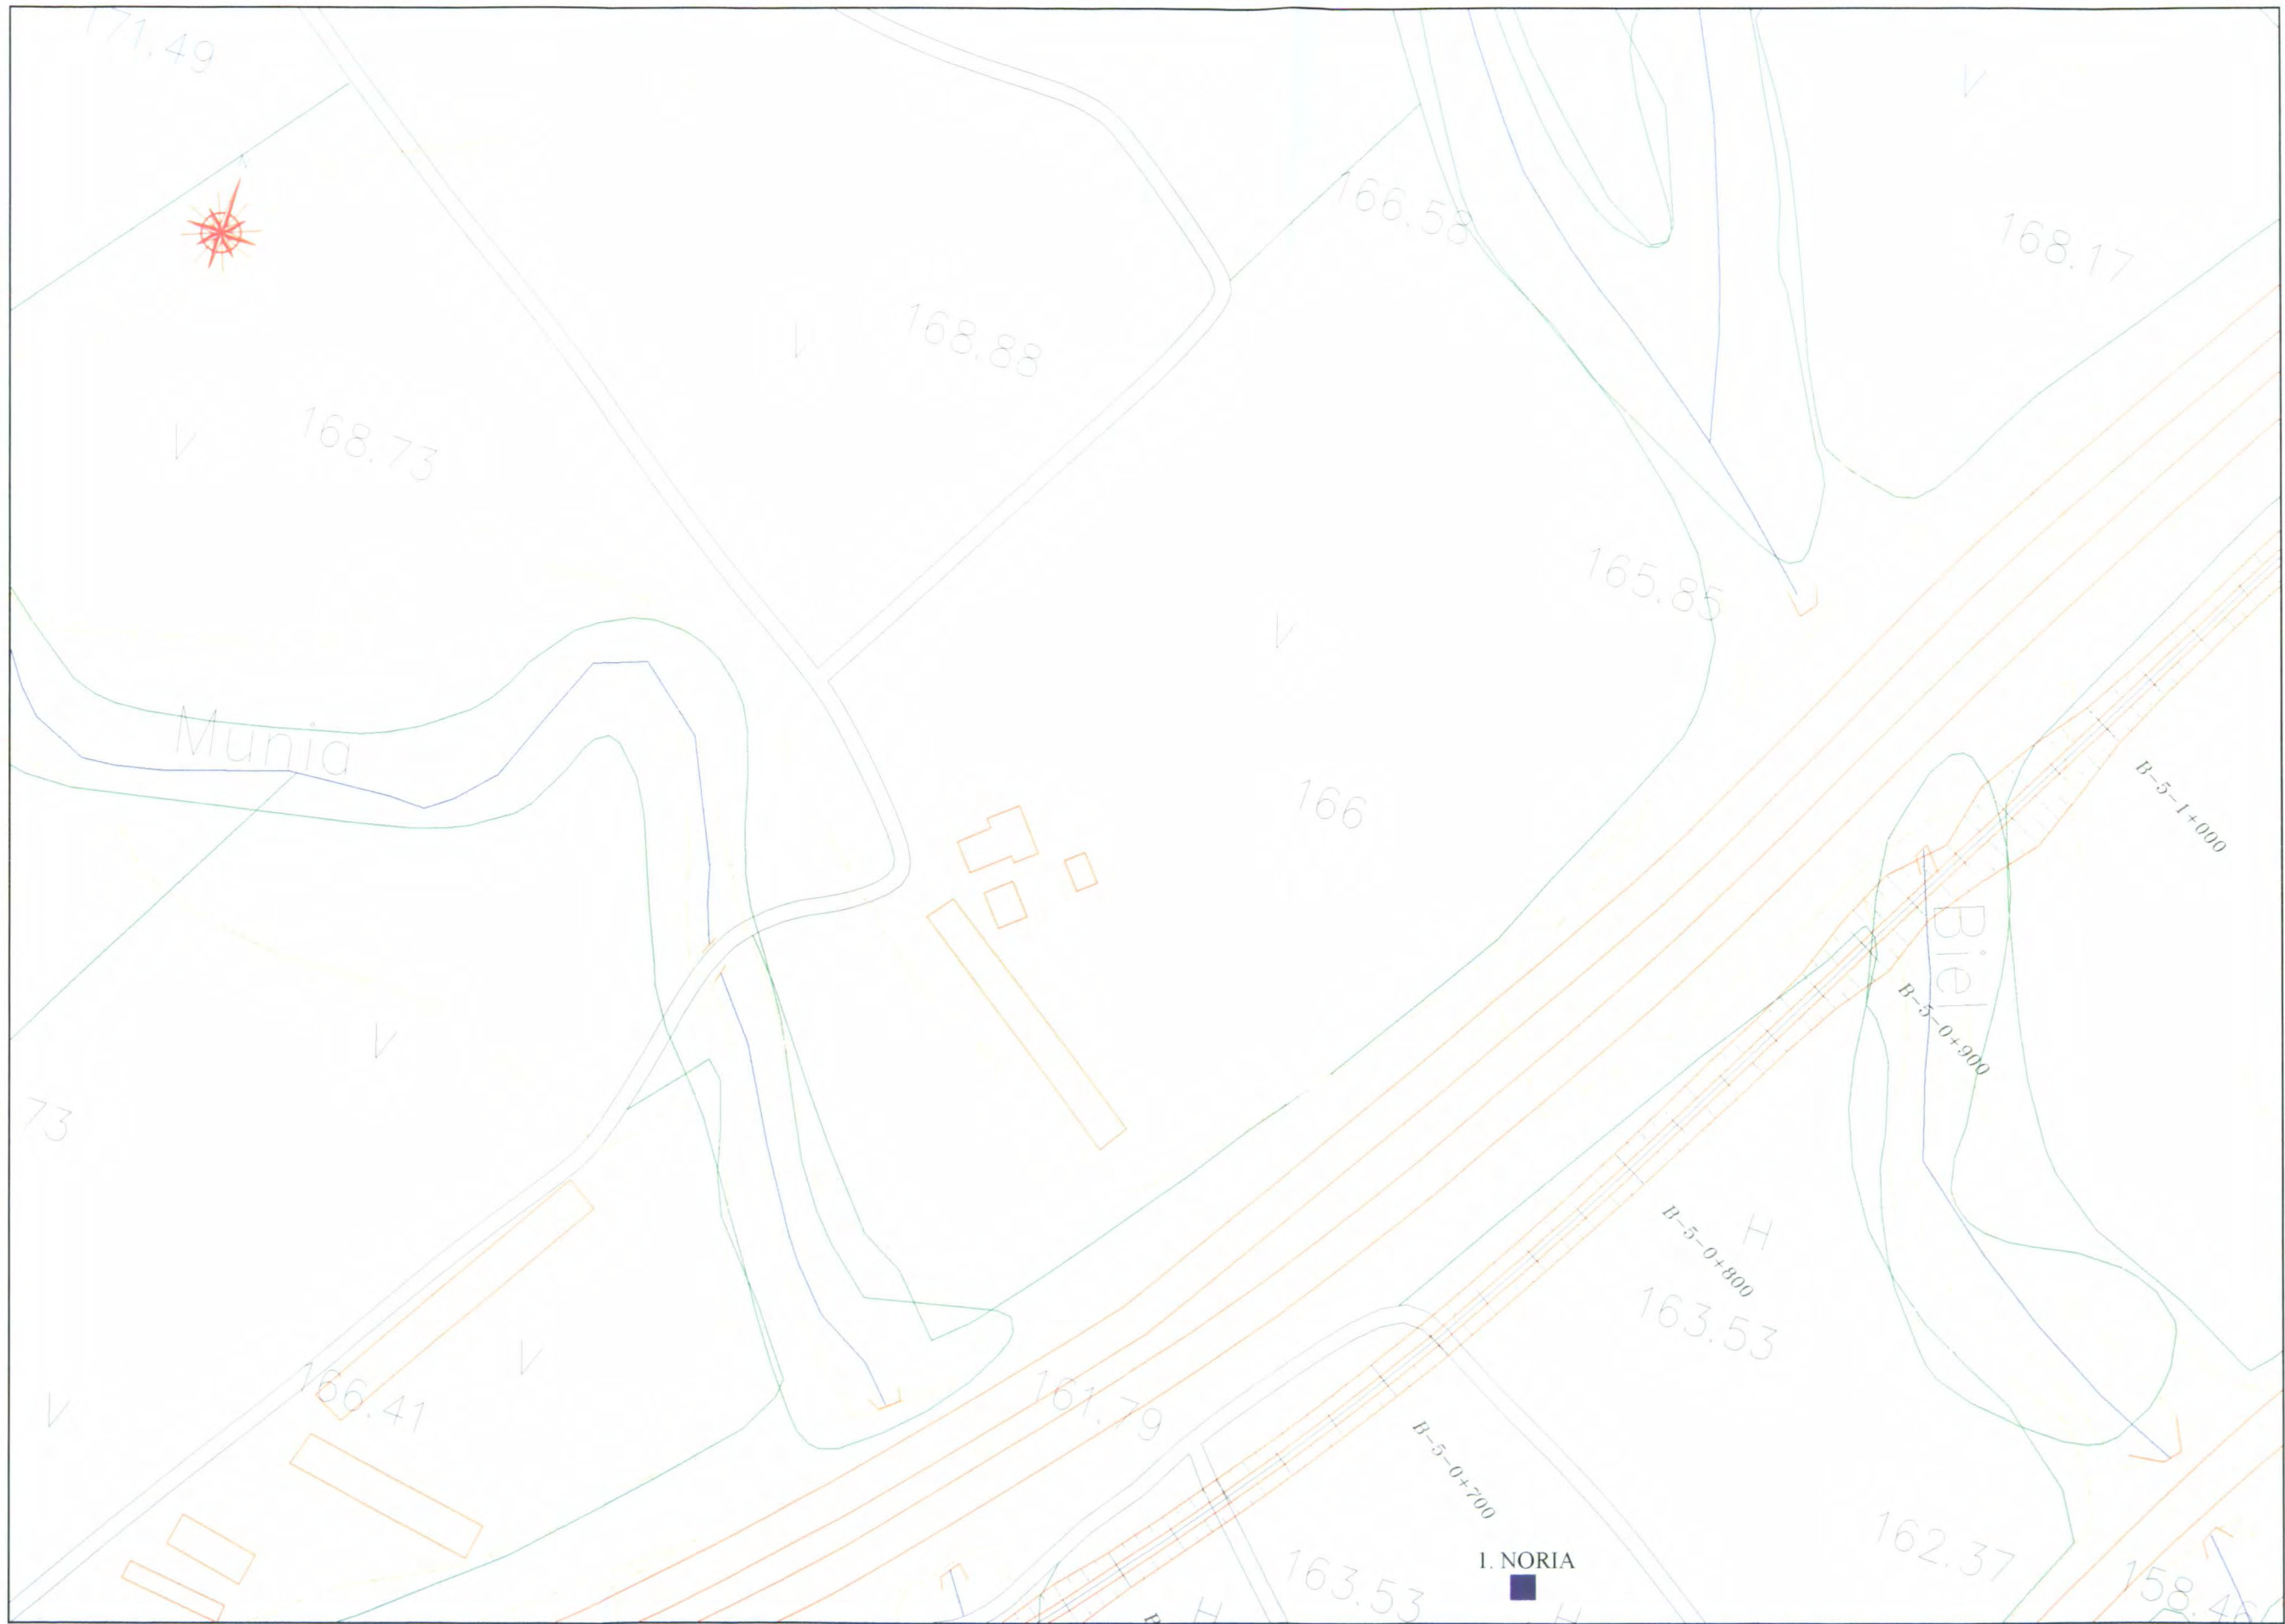 171.49
V
166.58
168.17
168.88
V
168.73
V
165.85
V
Munia
166
B-5-1+000
Biel
B-5-0+900
V
73
H
B-5-0+800
163.53
V
166.41
V
161.79
B-5-0+700
162.37
1. NORIA
163.53
158.46
H
H
B